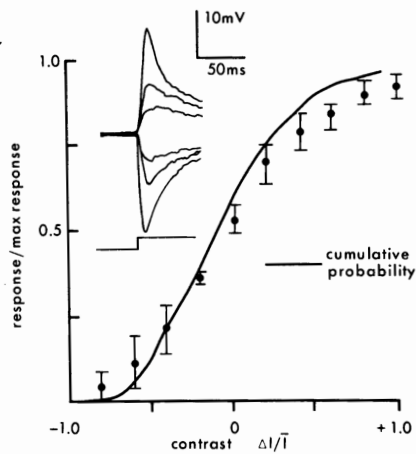 10mV
50ms
1.0
0.5
response/max response
cumulative
probability
-1.0
0
+1.0
contrast ΔI/I̅